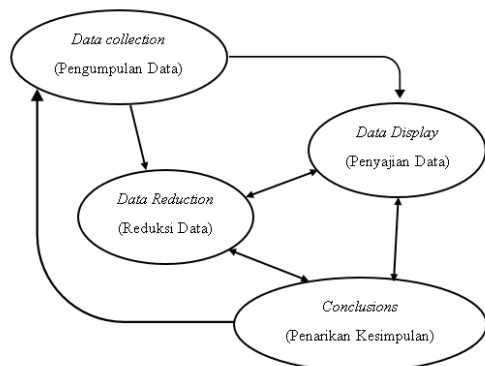 Data collection
(Pengumpulan Data)
Data Display
(Penyajian Data)
Data Reduction
(Reduksi Data)
Conclusions
(Penarikan Kesimpulan)